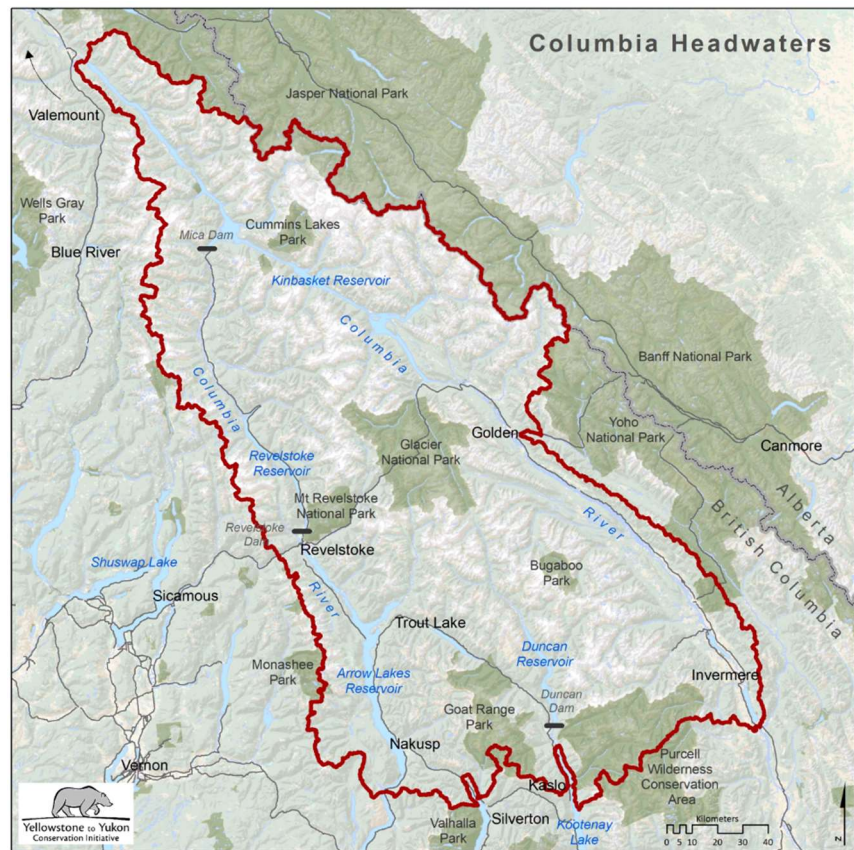 Columbia Headwaters
Jasper National Park
Valemount
Wells Gray
Park
Cummins Lakes
Park
Mica Dam
Blue River
Kinbasket Reservoir
Columbia
Banff National Park
Columbia
Yoho
National Park
Golden
Glacier
National Park
Canmore
Revelstoke
Reservoir
Alberta
British Columbia
Mt Revelstoke
National Park
River
Revelstoke
Dam
Revelstoke
Shuswap Lake
Bugaboo
Park
Sicamous
River
Trout Lake
Duncan
Reservoir
Monashee
Park
Arrow Lakes
Reservoir
Invermere
Duncan
Dam
Goat Range
Park
Nakusp
Purcell
Wilderness
Conservation
Area
Vernon
Kaslo
Silverton
Valhalla
Park
Kootenay
Lake
Yellowstone to Yukon
Conservation Initiative
Kilometers
0 5 10 20 30 40
N